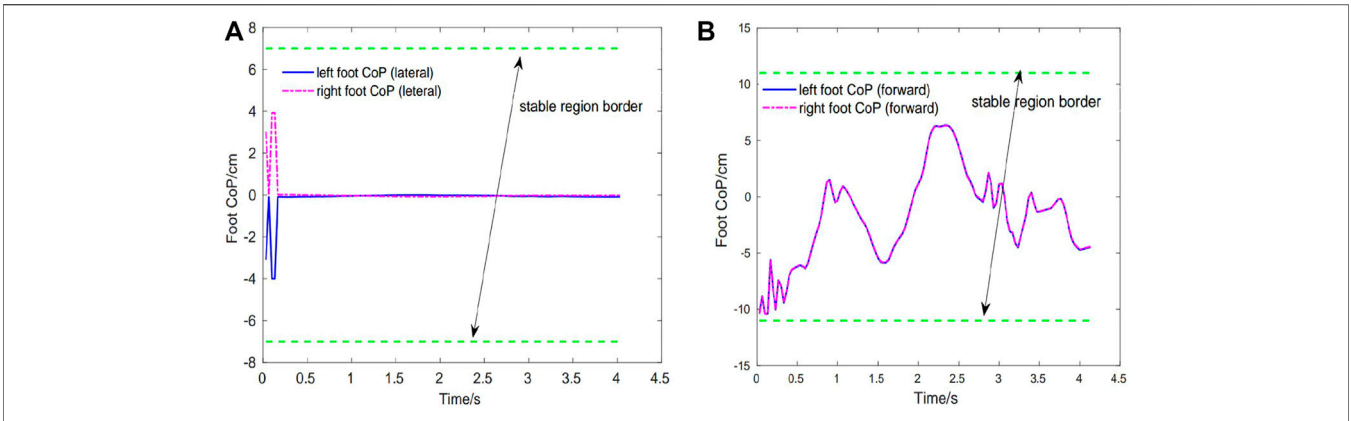 A
8
6
4
2
0
-2
-4
-6
-8
Foot CoP/cm
left foot CoP (lateral)
right foot CoP (leteral)
stable region border
0 0.5 1 1.5 2 2.5 3 3.5 4 4.5
Time/s
B
15
10
5
0
-5
-10
-15
Foot CoP/cm
left foot CoP (forward)
right foot CoP (forward)
stable region border
0 0.5 1 1.5 2 2.5 3 3.5 4 4.5
Time/s